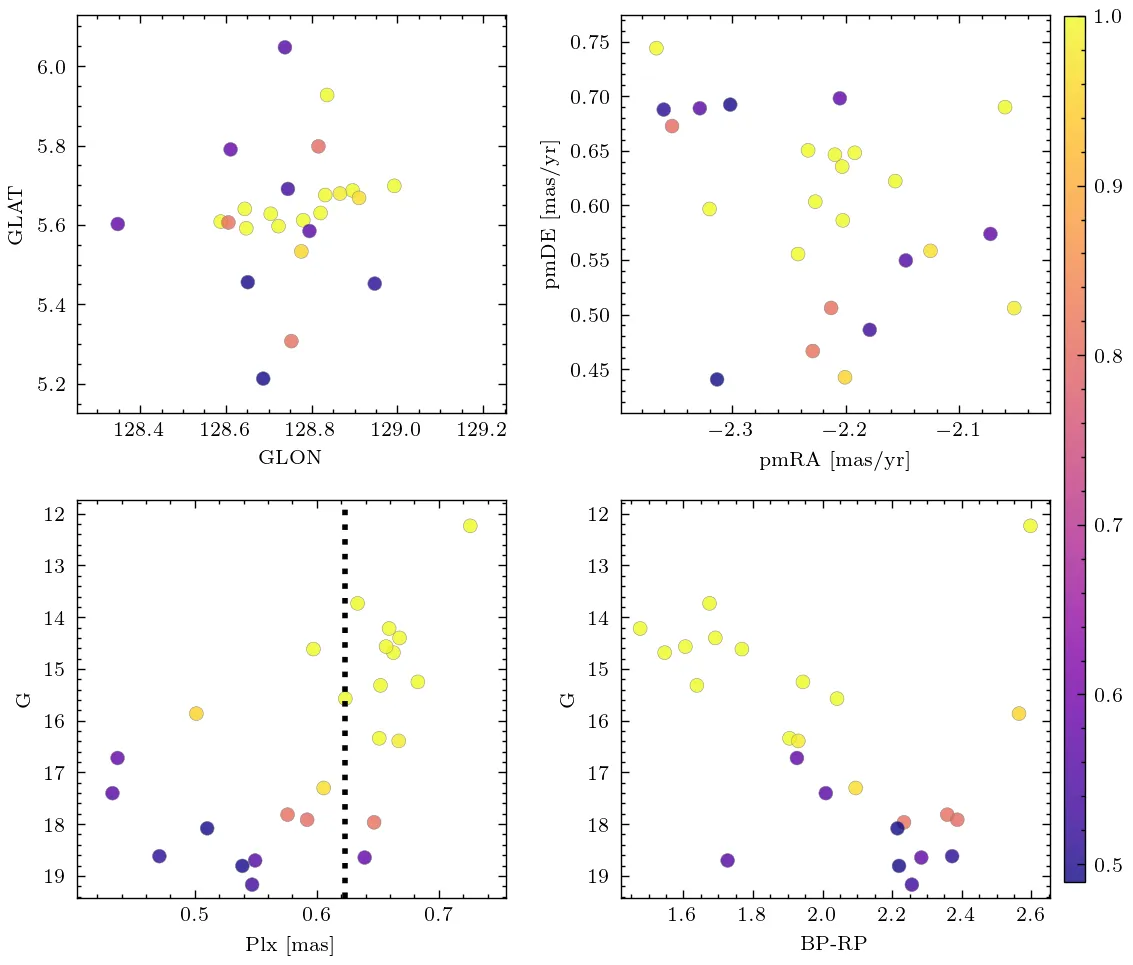 6.0
5.8
5.6
5.4
5.2
GLAT
128.4 128.6 128.8 129.0 129.2
GLON
0.75
0.70
0.65
0.60
0.55
0.50
0.45
pmDE [mas/yr]
−2.3 −2.2 −2.1
pmRA [mas/yr]
1.0
0.9
0.8
0.7
0.6
0.5
12
13
14
15
16
17
18
19
G
0.5 0.6 0.7
Plx [mas]
12
13
14
15
16
17
18
19
G
1.6 1.8 2.0 2.2 2.4 2.6
BP-RP